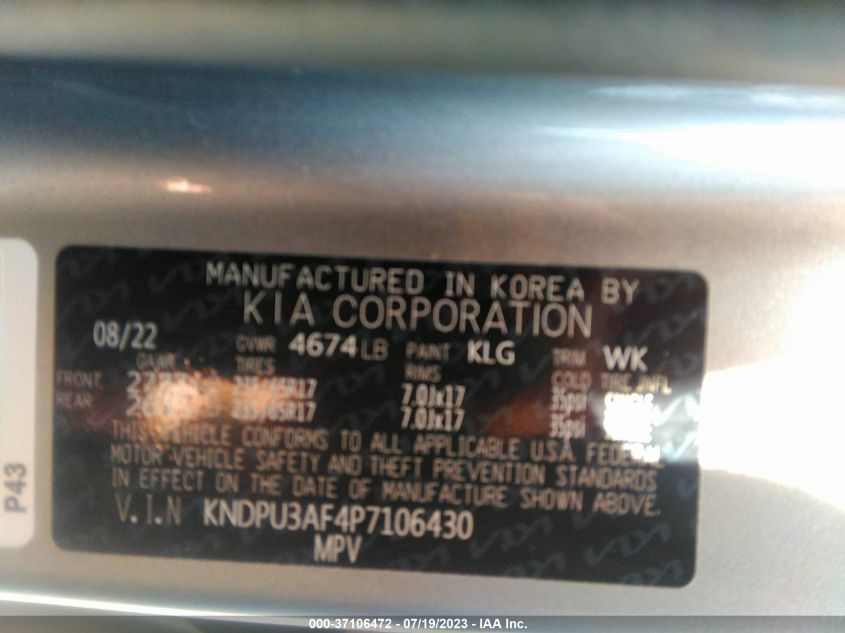 MANUFACTURED IN KOREA BY
KIA CORPORATION
08/22 GVWR 4674 LB PAINT KLG TRIM WK
GAWR TIRES RIMS COLD TIRE INFL
FRONT 7.0Jx17 35psi
REAR 7.0Jx17 35psi
THIS VEHICLE CONFORMS TO ALL APPLICABLE U.S.A. FEDERAL
MOTOR VEHICLE SAFETY AND THEFT PREVENTION STANDARDS
IN EFFECT ON THE DATE OF MANUFACTURE SHOWN ABOVE.
V.I.N KNDPU3AF4P7106430
MPV
P43
000-37106472 - 07/19/2023 - IAA Inc.